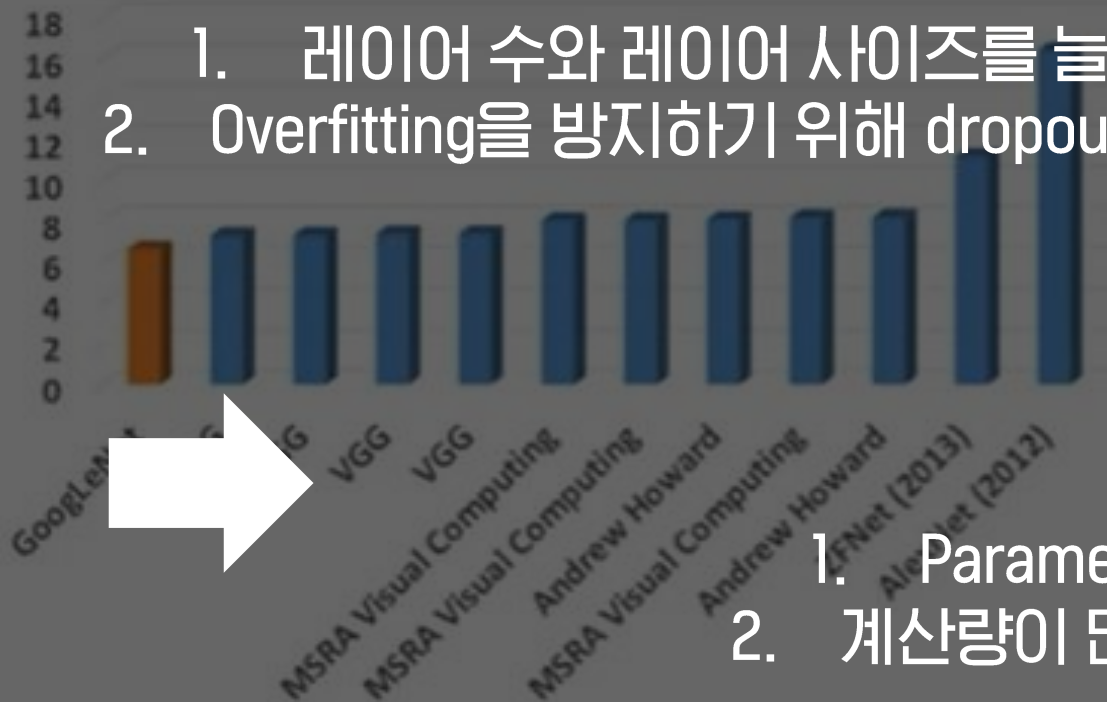 18
16
14
12
10
8
6
4
2
0
1. 레이어 수와 레이어 사이즈를 늘
2. Overfitting을 방지하기 위해 dropou
VGG
VGG
MSRA Visual Computing
MSRA Visual Computing
Andrew Howard
MSRA Visual Computing
Andrew Howard
ZFNet (2013)
AlexNet (2012)
1. Parame
2. 계산량이